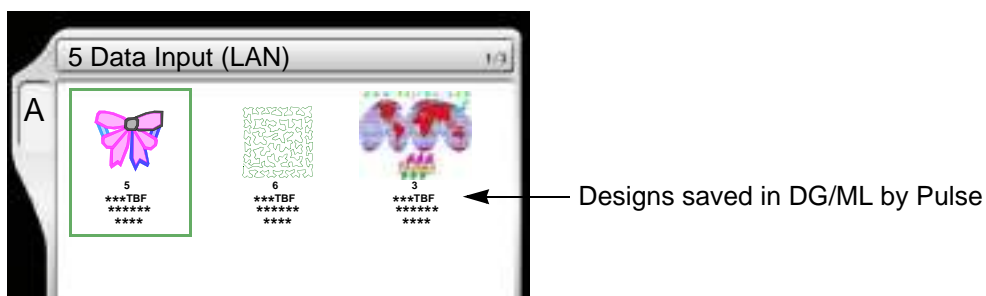 5 Data Input (LAN)
1/3
A
5
***TBF
******
****
6
***TBF
******
****
3
***TBF
******
****
Designs saved in DG/ML by Pulse